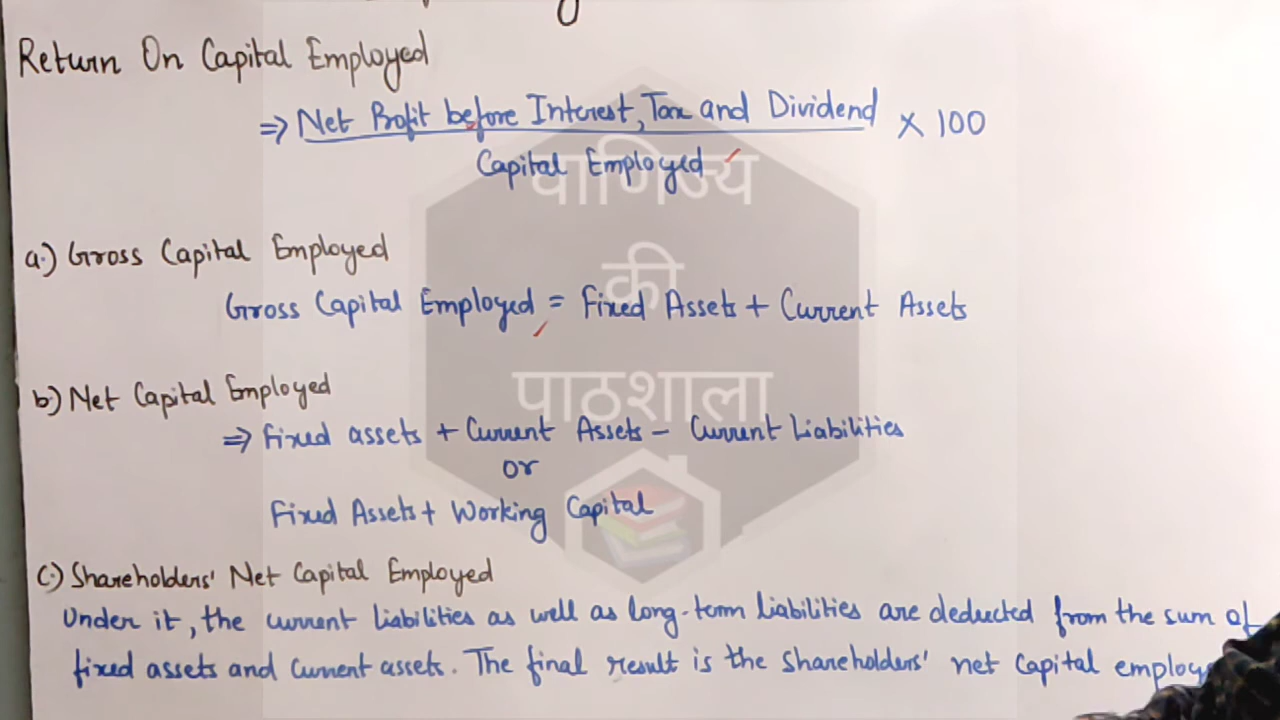 Return On Capital Employed
⇒ Net Profit before Interest, Tax and Dividend × 100
Capital Employed
a.) Gross Capital Employed
Gross Capital Employed = Fixed Assets + Current Assets
b.) Net Capital Employed
⇒ Fixed assets + Current Assets - Current Liabilities
or
Fixed Assets + Working Capital
c.) Shareholders' Net Capital Employed
Under it, the current liabilities as well as long-term liabilities are deducted from the sum of
fixed assets and current assets. The final result is the shareholders' net capital
वाणिज्य
की
पाठशाला